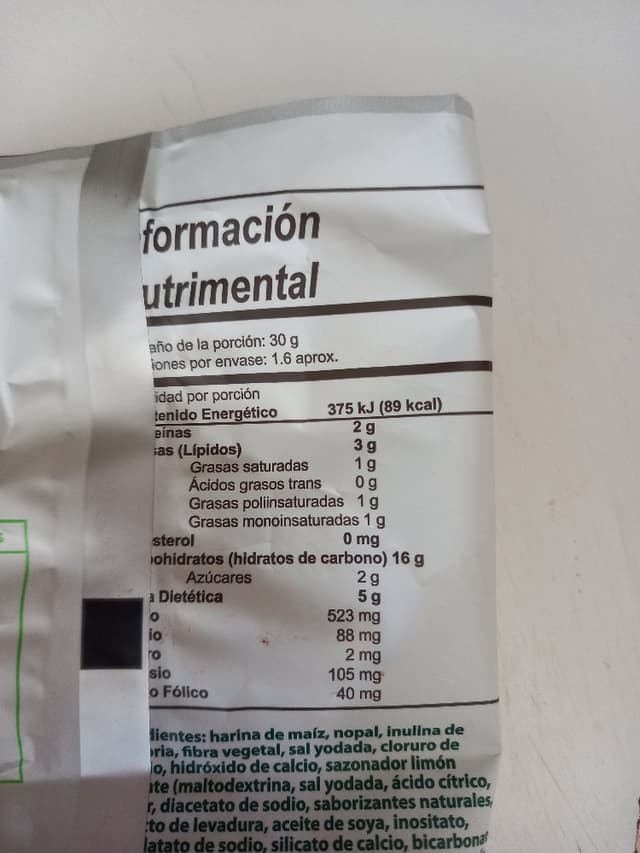 formación
utrimental
año de la porción: 30 g
iones por envase: 1.6 aprox.
idad por porción
tenido Energético 375 kJ (89 kcal)
eínas 2 g
sas (Lípidos) 3 g
Grasas saturadas 1 g
Ácidos grasos trans 0 g
Grasas poliinsaturadas 1 g
Grasas monoinsaturadas 1 g
sterol 0 mg
ohidratos (hidratos de carbono) 16 g
Azúcares 2 g
a Dietética 5 g
o 523 mg
io 88 mg
ro 2 mg
sio 105 mg
o Fólico 40 mg
dientes: harina de maíz, nopal, inulina de
oria, fibra vegetal, sal yodada, cloruro de
io, hidróxido de calcio, sazonador limón
ate (maltodextrina, sal yodada, ácido cítrico,
r, diacetato de sodio, saborizantes naturales,
cto de levadura, aceite de soya, inositato,
latato de sodio, silicato de calcio, bicarbonat